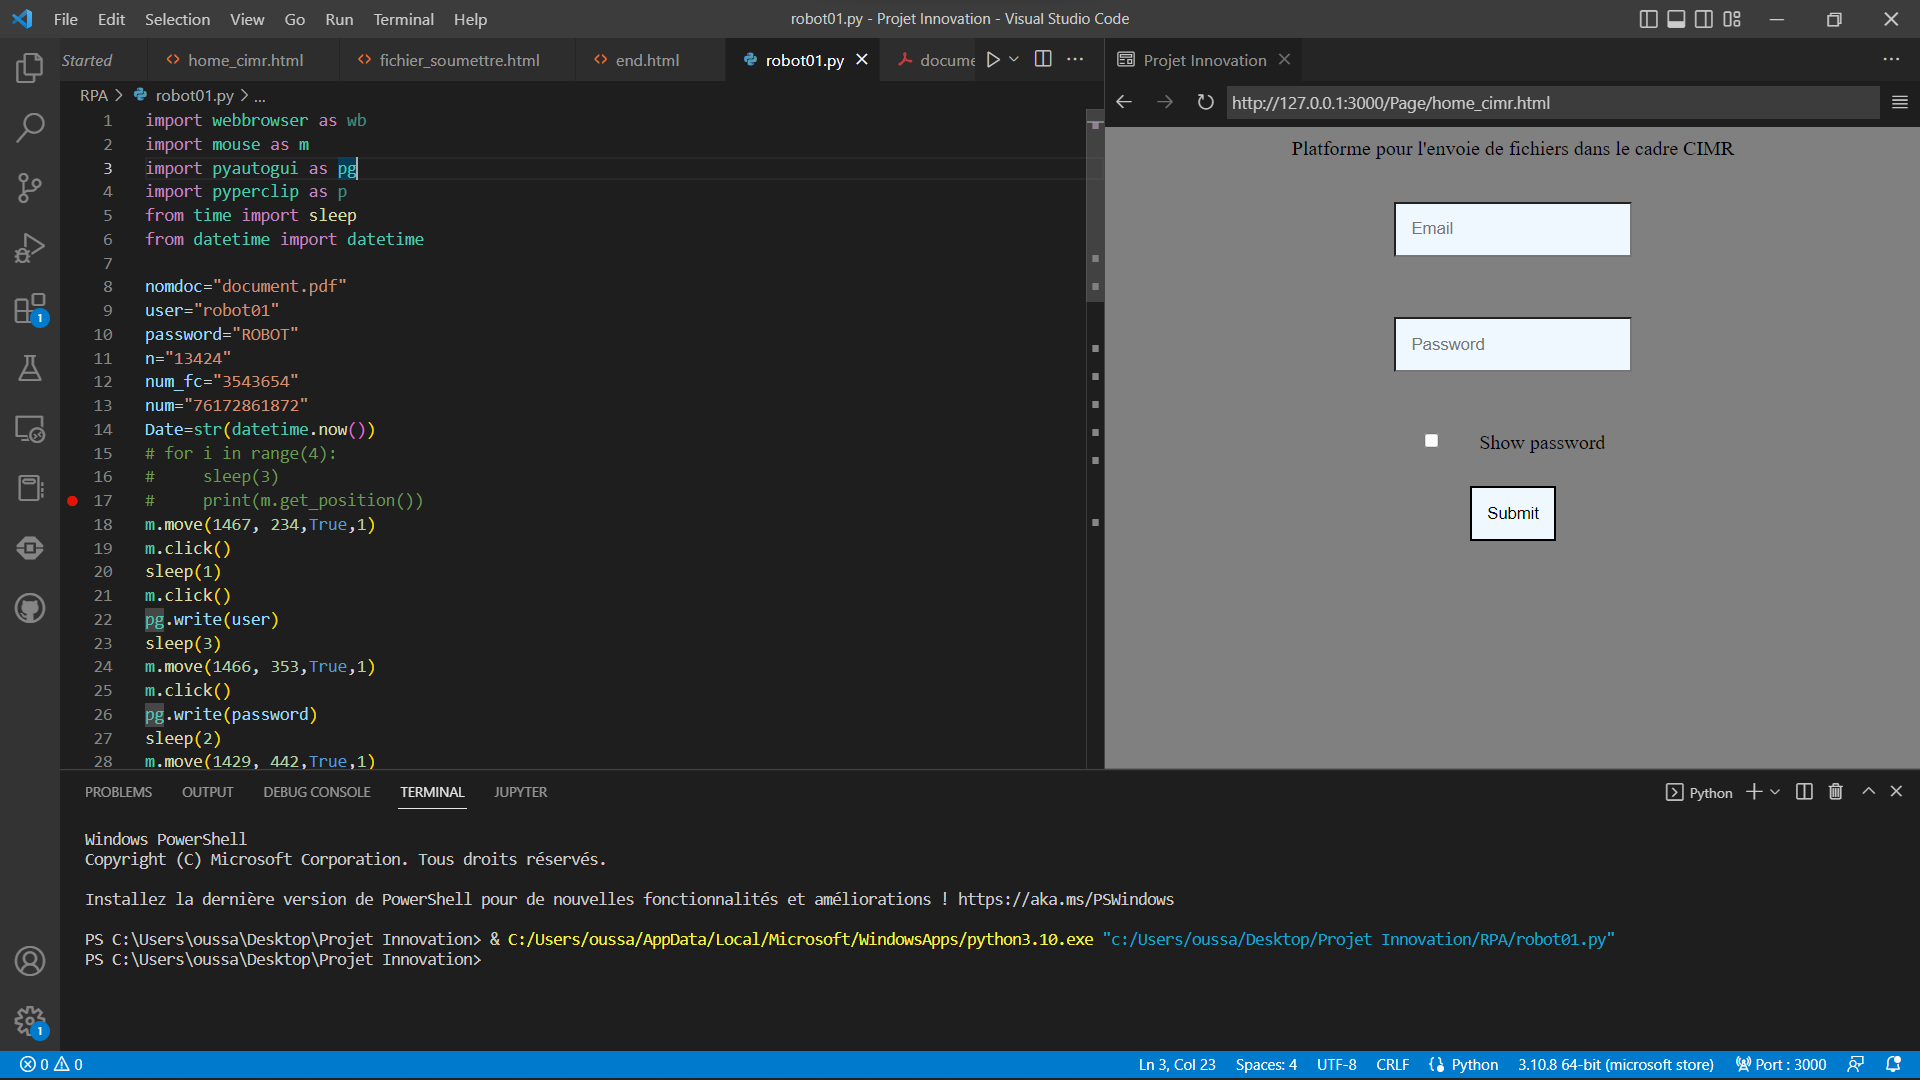 File Edit Selection View Go Run Terminal Help
robot01.py - Projet Innovation - Visual Studio Code
Started
home_cimr.html
fichier_soumettre.html
end.html
robot01.py
docume
RPA > robot01.py > ...
1 import webbrowser as wb
2 import mouse as m
3 import pyautogui as pg
4 import pyperclip as p
5 from time import sleep
6 from datetime import datetime
7
8 nomdoc="document.pdf"
9 user="robot01"
10 password="ROBOT"
11 n="13424"
12 num_fc="3543654"
13 num="76172861872"
14 Date=str(datetime.now())
15 # for i in range(4):
16 #     sleep(3)
17 #     print(m.get_position())
18 m.move(1467, 234,True,1)
19 m.click()
20 sleep(1)
21 m.click()
22 pg.write(user)
23 sleep(3)
24 m.move(1466, 353,True,1)
25 m.click()
26 pg.write(password)
27 sleep(2)
28 m.move(1429, 442,True,1)
Projet Innovation
http://127.0.0.1:3000/Page/home_cimr.html
Platforme pour l'envoie de fichiers dans le cadre CIMR
Email
Password
Show password
Submit
PROBLEMS OUTPUT DEBUG CONSOLE TERMINAL JUPYTER
Python
Windows PowerShell
Copyright (C) Microsoft Corporation. Tous droits réservés.
Installez la dernière version de PowerShell pour de nouvelles fonctionnalités et améliorations ! https://aka.ms/PSWindows
PS C:\Users\oussa\Desktop\Projet Innovation> & C:/Users/oussa/AppData/Local/Microsoft/WindowsApps/python3.10.exe "c:/Users/oussa/Desktop/Projet Innovation/RPA/robot01.py"
PS C:\Users\oussa\Desktop\Projet Innovation>
1
1
0 0
Ln 3, Col 23 Spaces: 4 UTF-8 CRLF Python 3.10.8 64-bit (microsoft store) Port : 3000